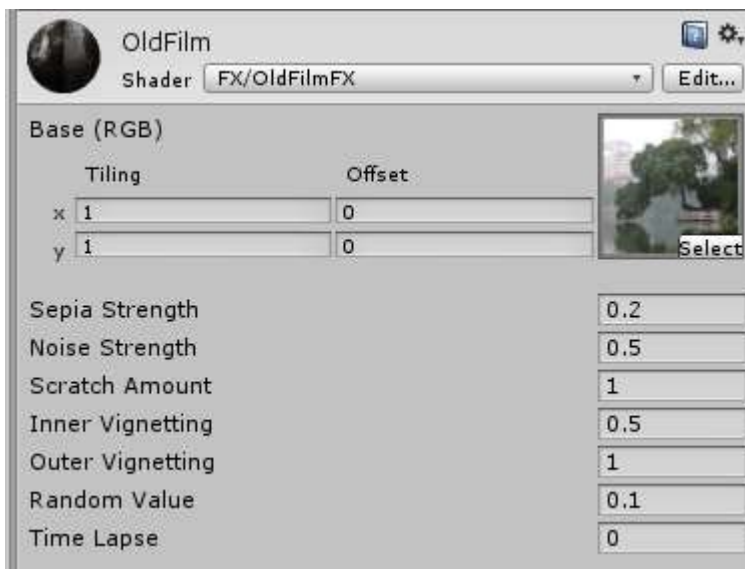 OldFilm
Shader FX/OldFilmFX Edit...
Base (RGB)
Tiling Offset
x 1 0
y 1 0
Select
Sepia Strength 0.2
Noise Strength 0.5
Scratch Amount 1
Inner Vignetting 0.5
Outer Vignetting 1
Random Value 0.1
Time Lapse 0